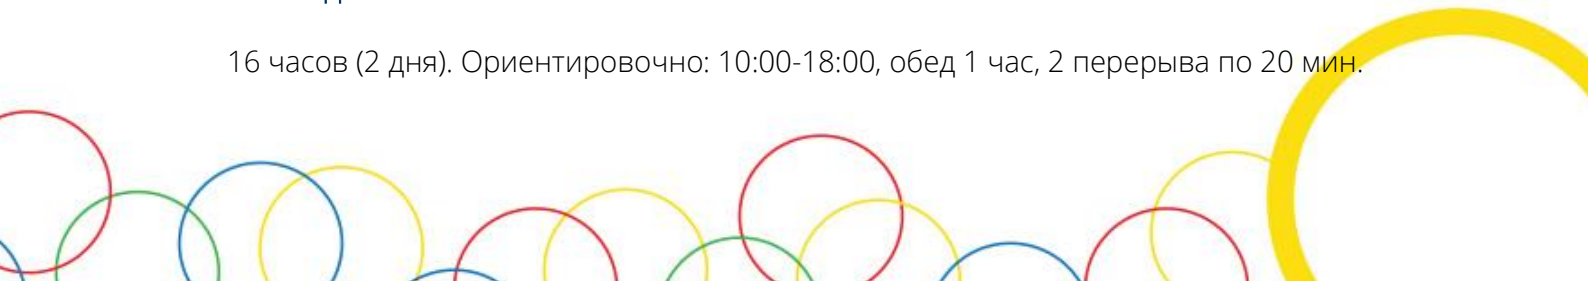 16 часов (2 дня). Ориентировочно: 10:00-18:00, обед 1 час, 2 перерыва по 20 мин.